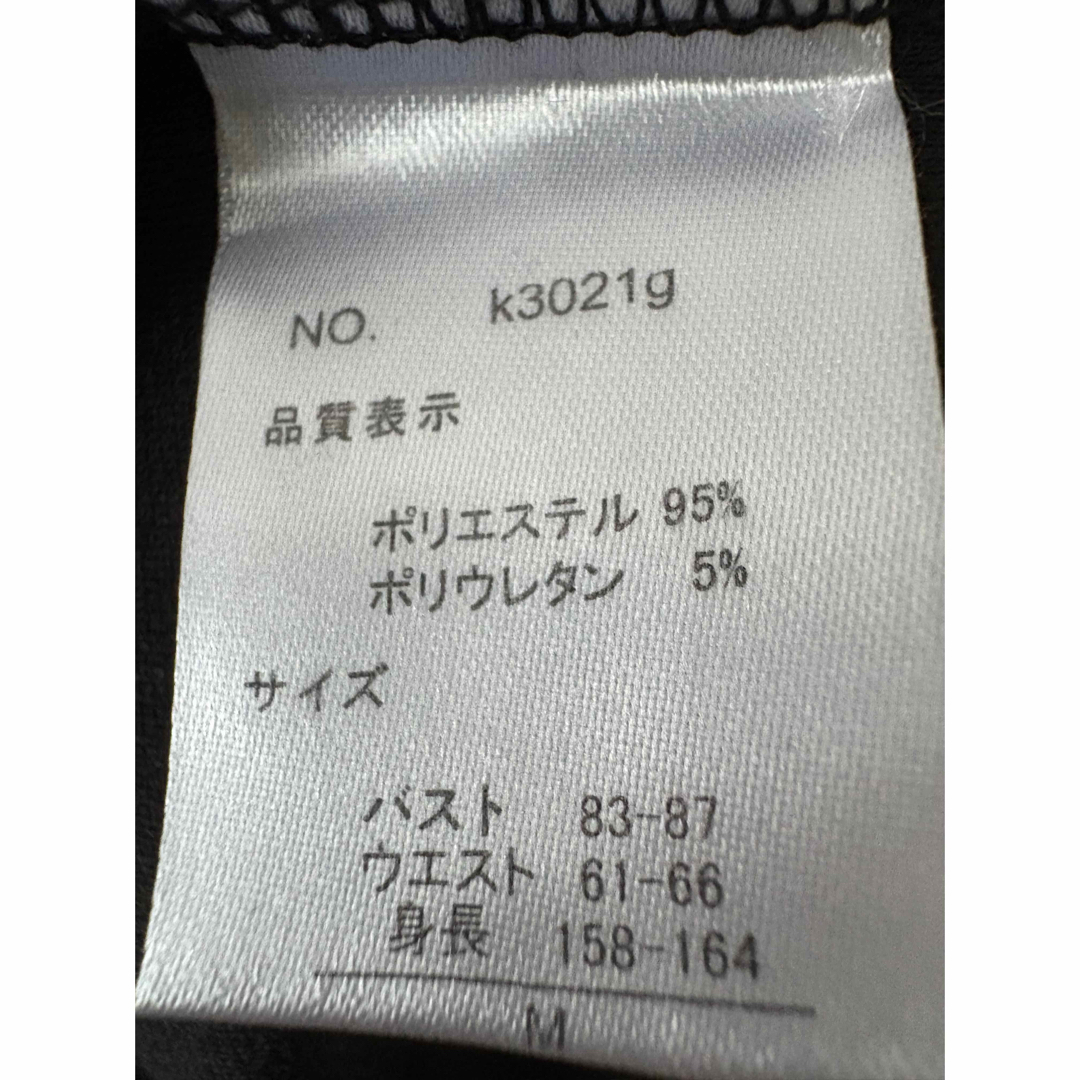 NO. k3021g
品質表示
ポリエステル 95%
ポリウレタン 5%
サイズ
バスト 83-87
ウエスト 61-66
身長 158-164
M